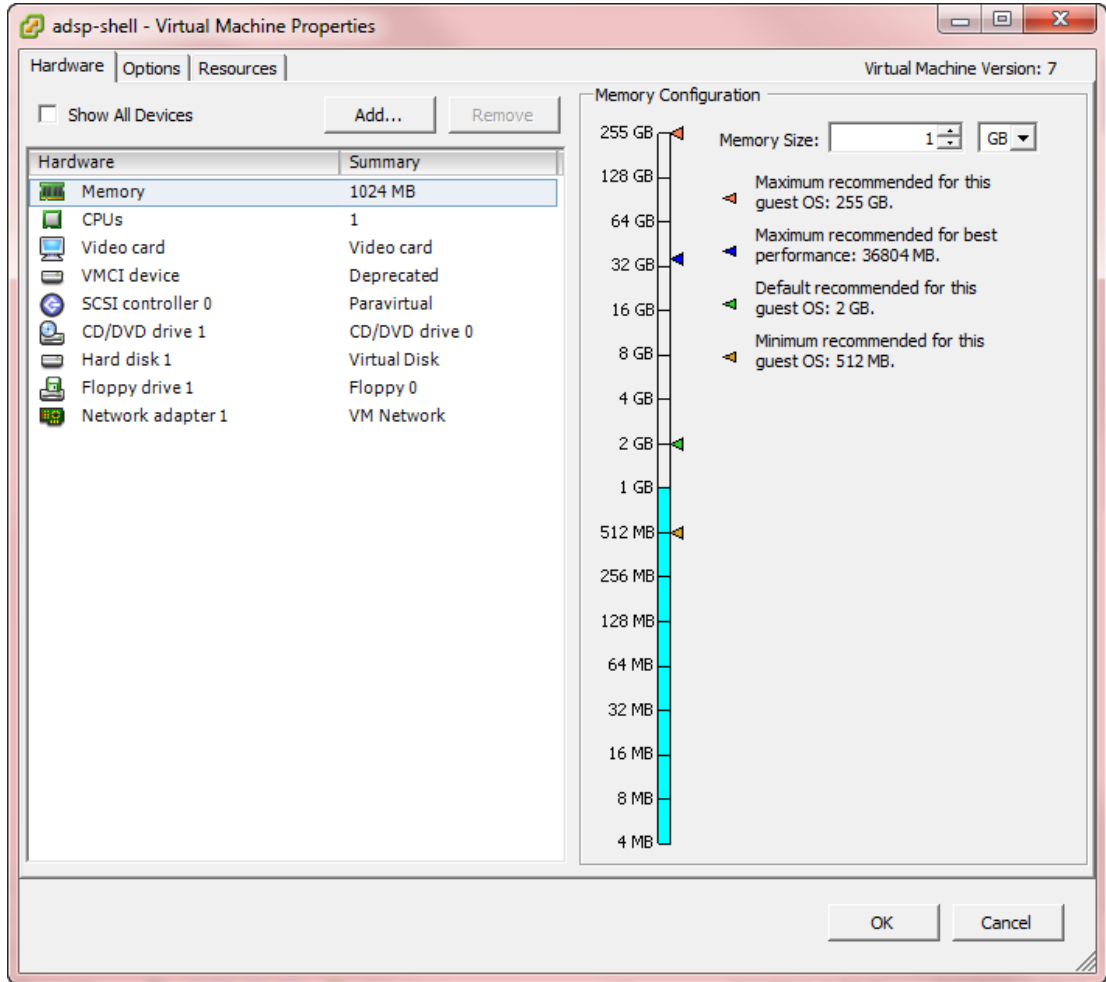 adsp-shell - Virtual Machine Properties
Hardware Options Resources
Virtual Machine Version: 7
Show All Devices
Add...
Remove
Hardware Summary
Memory 1024 MB
CPUs 1
Video card Video card
VMCI device Deprecated
SCSI controller 0 Paravirtual
CD/DVD drive 1 CD/DVD drive 0
Hard disk 1 Virtual Disk
Floppy drive 1 Floppy 0
Network adapter 1 VM Network
Memory Configuration
255 GB
128 GB
64 GB
32 GB
16 GB
8 GB
4 GB
2 GB
1 GB
512 MB
256 MB
128 MB
64 MB
32 MB
16 MB
8 MB
4 MB
Memory Size: 1 GB
Maximum recommended for this
guest OS: 255 GB.
Maximum recommended for best
performance: 36804 MB.
Default recommended for this
guest OS: 2 GB.
Minimum recommended for this
guest OS: 512 MB.
OK
Cancel